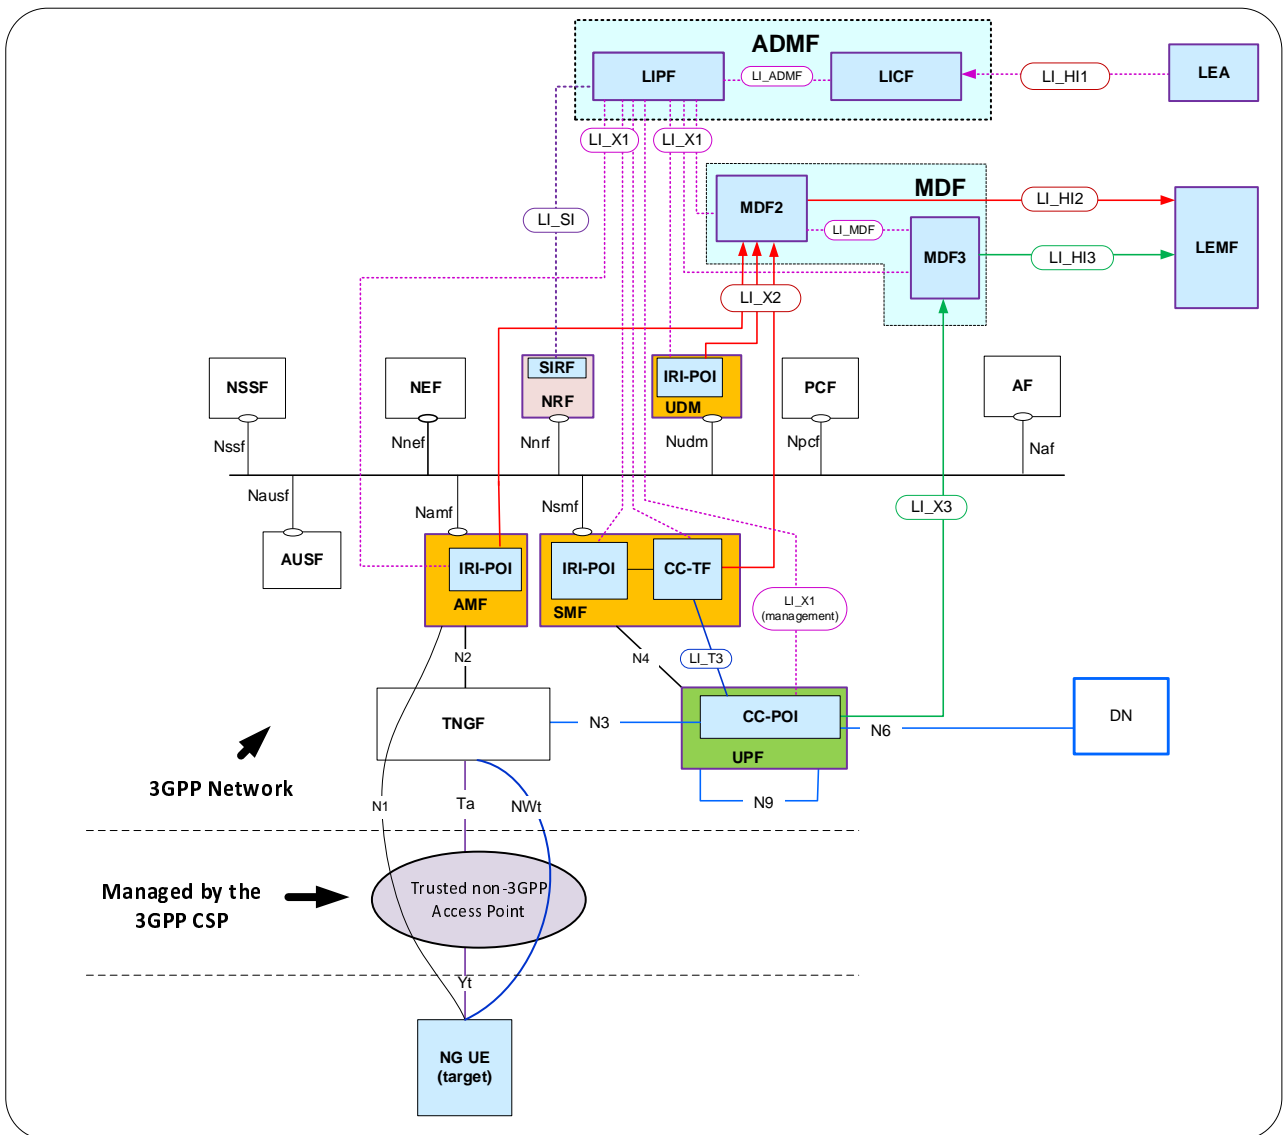 ADMF
LIPF
LI_ADMF
LICF
LI_HI1
LEA
LI_X1
LI_X1
MDF
MDF2
LI_HI2
LI_SI
LI_MDF
LEMF
MDF3
LI_HI3
LI_X2
SIRF
NRF
IRI-POI
UDM
NSSF
NEF
PCF
AF
Nssf
Nnef
Nnrf
Nudm
Npcf
Naf
Nausf
Namf
Nsmf
LI_X3
AUSF
IRI-POI
AMF
IRI-POI
CC-TF
SMF
LI_X1
(management)
N2
N4
LI_T3
TNGF
N3
CC-POI
UPF
N6
DN
3GPP Network
N1
Ta
NWt
N9
Managed by the
3GPP CSP
Trusted non-3GPP
Access Point
Yt
NG UE
(target)